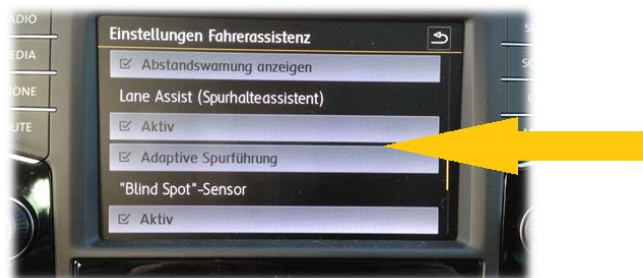 Einstellungen Fahrerassistenz
Abstandswarnung anzeigen
Lane Assist (Spurhalteassistent)
Aktiv
Adaptive Spurführung
"Blind Spot"-Sensor
Aktiv